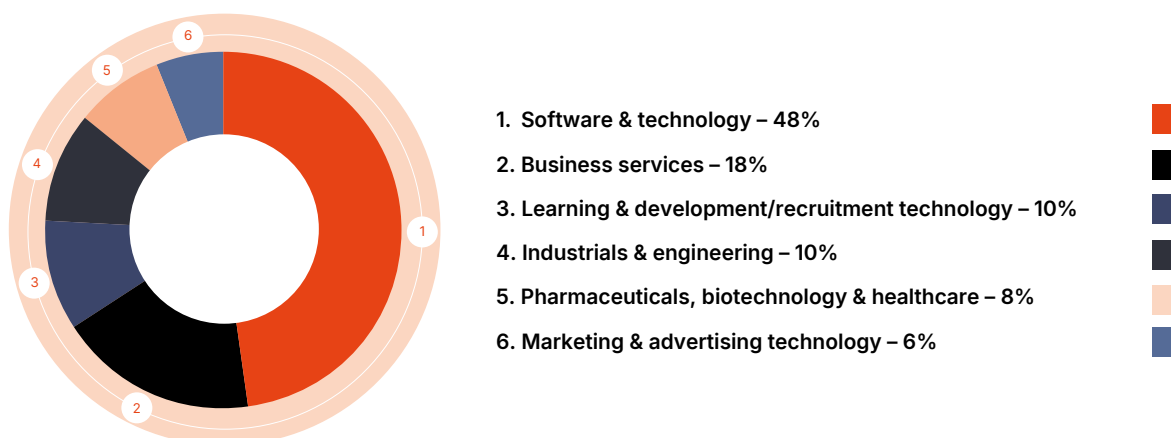 6
5
4
3
2
1
1. Software & technology – 48%
2. Business services – 18%
3. Learning & development/recruitment technology – 10%
4. Industrials & engineering – 10%
5. Pharmaceuticals, biotechnology & healthcare – 8%
6. Marketing & advertising technology – 6%